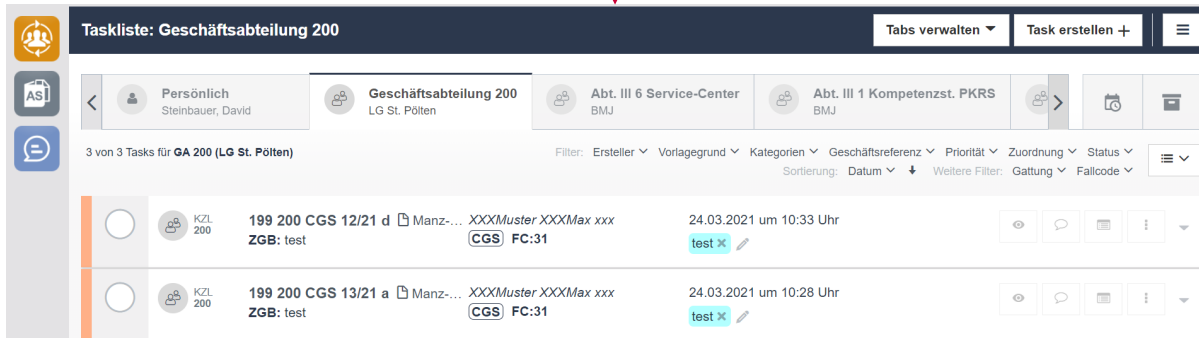 Taskliste: Geschäftsabteilung 200
Tabs verwalten
Task erstellen +
AS
Persönlich
Steinbauer, David
Geschäftsabteilung 200
LG St. Pölten
Abt. III 6 Service-Center
BMJ
Abt. III 1 Kompetenzst. PKRS
BMJ
3 von 3 Tasks für GA 200 (LG St. Pölten)
Filter: Ersteller Vorlagegrund Kategorien Geschäftsreferenz Priorität Zuordnung Status
Sortierung: Datum Weitere Filter: Gattung Fallcode
KZL
200
199 200 CGS 12/21 d Manz-... XXXMuster XXXMax xxx 24.03.2021 um 10:33 Uhr
ZGB: test CGS FC:31 test
KZL
200
199 200 CGS 13/21 a Manz-... XXXMuster XXXMax xxx 24.03.2021 um 10:28 Uhr
ZGB: test CGS FC:31 test